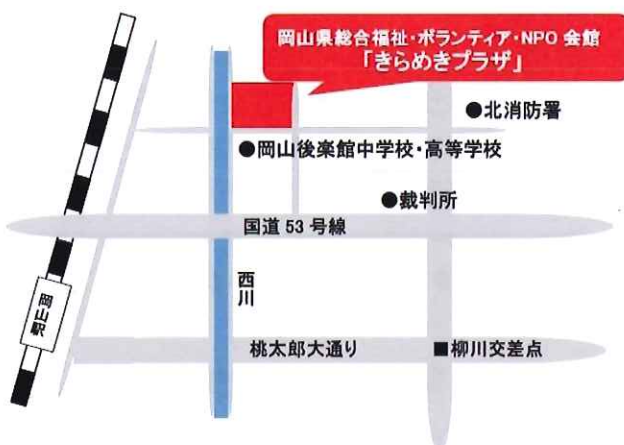 岡山県総合福祉・ボランティア・NPO 会館
「きらめきプラザ」
●北消防署
●岡山後楽館中学校・高等学校
●裁判所
国道 53 号線
西川
岡山駅
桃太郎大通り
■柳川交差点